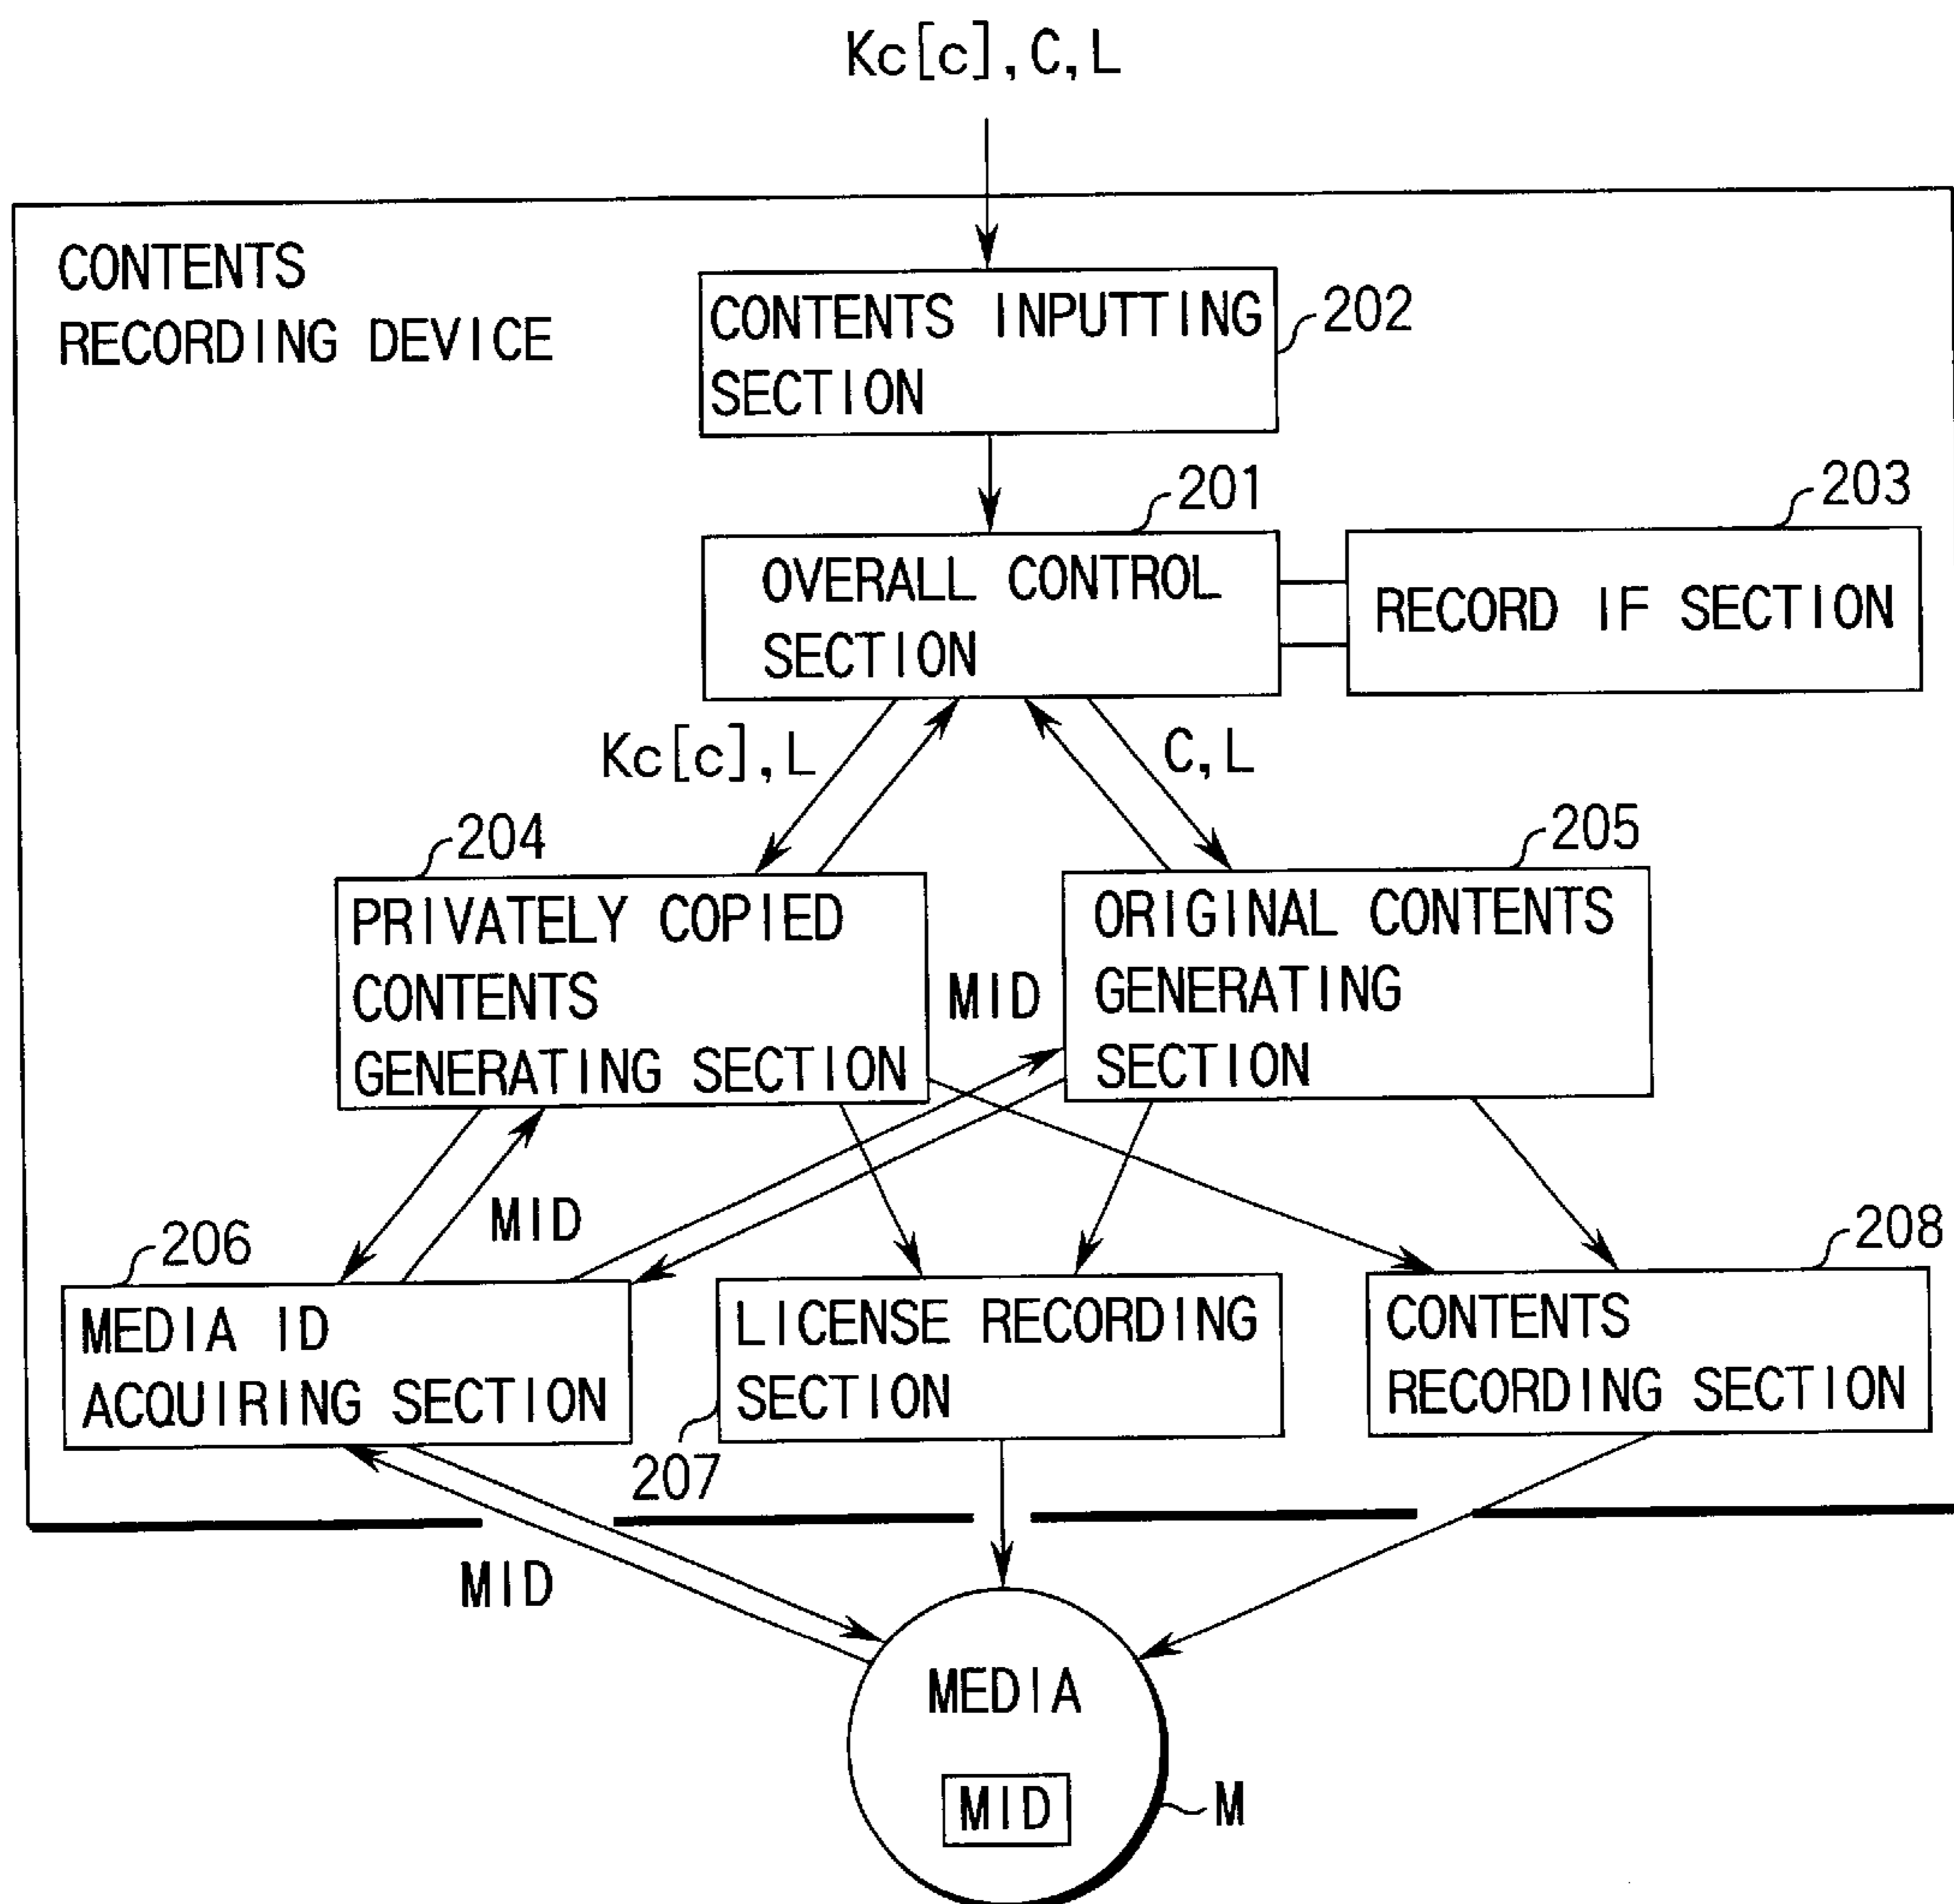 Kc[c],C,L
CONTENTS
RECORDING DEVICE
CONTENTS INPUTTING
SECTION
202
201
203
OVERALL CONTROL
SECTION
RECORD IF SECTION
Kc[c],L
C,L
204
205
PRIVATELY COPIED
CONTENTS
GENERATING SECTION
MID
ORIGINAL CONTENTS
GENERATING
SECTION
MID
206
208
MEDIA ID
ACQUIRING SECTION
LICENSE RECORDING
SECTION
207
CONTENTS
RECORDING SECTION
MID
MEDIA
MID
M